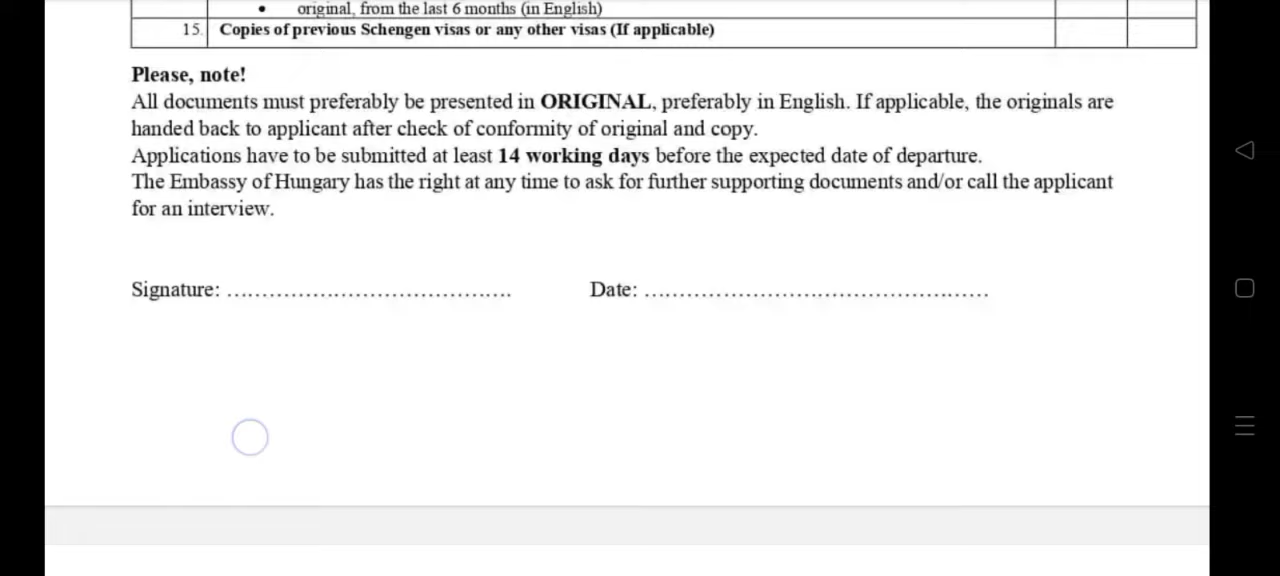 • original, from the last 6 months (in English)
15. Copies of previous Schengen visas or any other visas (If applicable)
Please, note!
All documents must preferably be presented in ORIGINAL, preferably in English. If applicable, the originals are
handed back to applicant after check of conformity of original and copy.
Applications have to be submitted at least 14 working days before the expected date of departure.
The Embassy of Hungary has the right at any time to ask for further supporting documents and/or call the applicant
for an interview.
Signature: ........................................ Date: ................................................